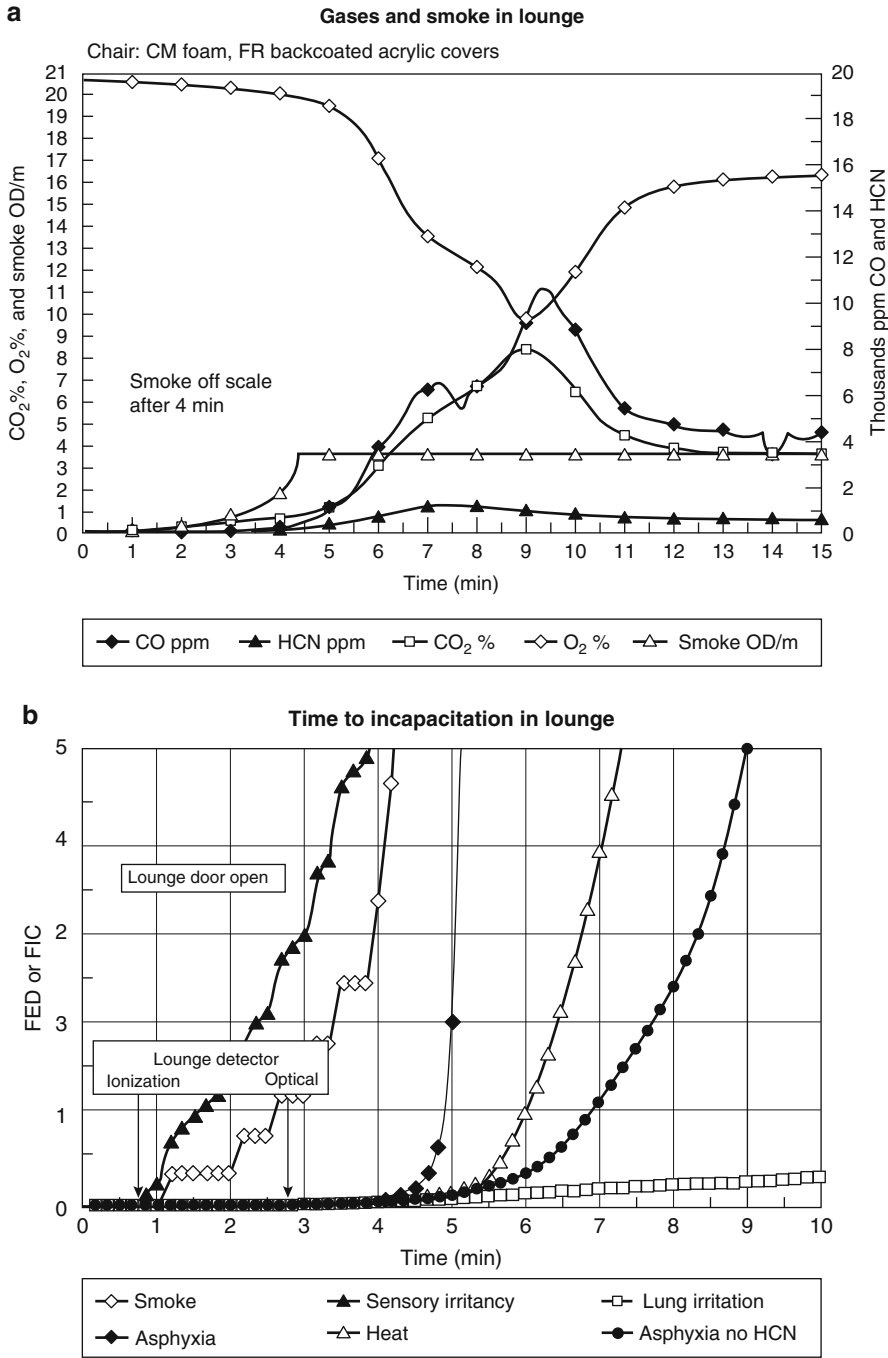 a
Gases and smoke in lounge
Chair: CM foam, FR backcoated acrylic covers
21
20
19
18
17
16
15
14
13
12
11
10
9
8
7
6
5
4
3
2
1
0
CO2%, O2%, and smoke OD/m
20
18
16
14
12
10
8
6
4
2
0
Thousands ppm CO and HCN
Smoke off scale
after 4 min
0 1 2 3 4 5 6 7 8 9 10 11 12 13 14 15
Time (min)
CO ppm HCN ppm CO2 % O2 % Smoke OD/m
b
Time to incapacitation in lounge
5
4
2
3
1
0
FED or FIC
Lounge door open
Lounge detector
Ionization Optical
0 1 2 3 4 5 6 7 8 9 10
Time (min)
Smoke Sensory irritancy Lung irritation
Asphyxia Heat Asphyxia no HCN